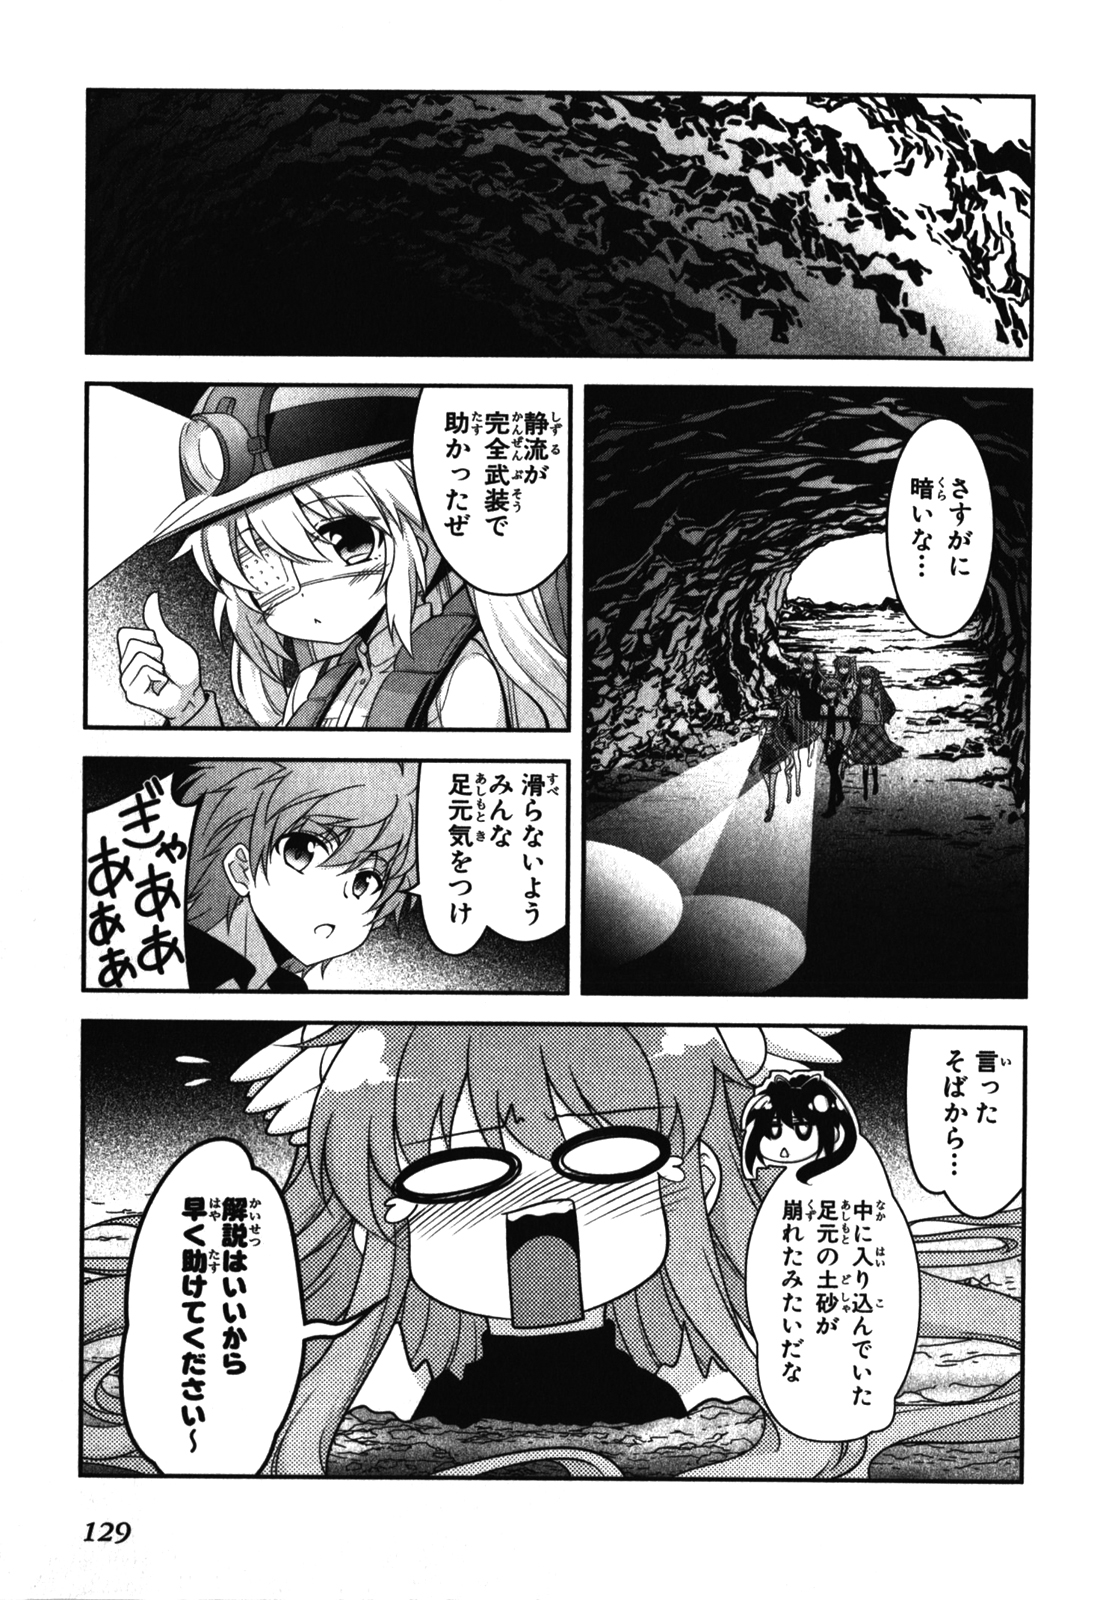 さすがに
暗いな…
静流が
完全武装で
助かったぜ
滑らないよう
みんな
足元気をつけ
ぎゃあああ
あぁぁぁ
言った
そばから…
中に入り込んでいた
足元の土砂が
崩れたみたいだな
解説はいいから
早く助けてください〜
129